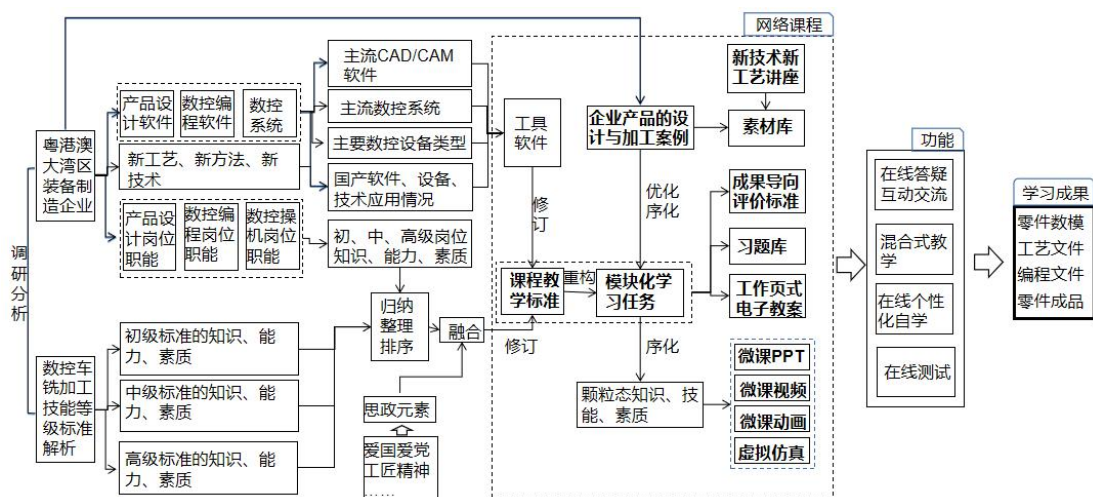 网络课程
主流CAD/CAM
软件
新技术新
工艺讲座
产品设
计软件
数控编
程软件
数控
系统
主流数控系统
工具
软件
企业产品的设
计与加工案例
素材库
粤港澳
大湾区
装备制
造企业
主要数控设备类型
新工艺、新方法、新
技术
国产软件、设备、
技术应用情况
功能
在线答疑
互动交流
修
订
优化
序化
成果导向
评价标准
学习成果
产品设
计岗位
职能
数控编
程岗位
职能
数控操
机岗位
职能
初、中、高级岗位
知识、能力、素质
习题库
混合式教
学
零件数模
工艺文件
编程文件
零件成品
调
研
分
析
课程教
学标准
重构
模块化学
习任务
工作页式
电子教案
在线个性
化自学
归纳
整理
排序
融合
修订
初级标准的知识、能
力、素质
序化
微课PPT
在线测试
数控车
铣加工
技能等
级标准
解析
中级标准的知识、能
力、素质
颗粒态知识、技
能、素质
微课视频
思政元素
微课动画
高级标准的知识、能
力、素质
爱国爱党
工匠精神
……
虚拟仿真